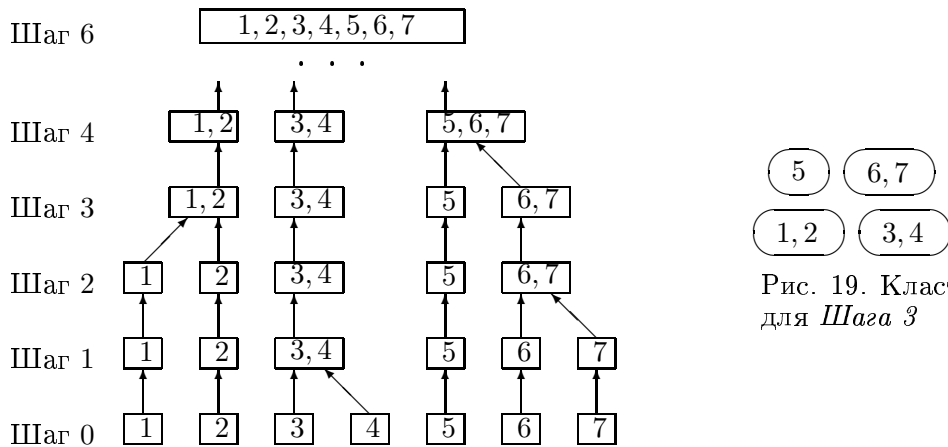 Шаг 6 1, 2, 3, 4, 5, 6, 7
. . .
Шаг 4 1, 2 3, 4 5, 6, 7
Шаг 3 1, 2 3, 4 5 6, 7
Шаг 2 1 2 3, 4 5 6, 7
Шаг 1 1 2 3, 4 5 6 7
Шаг 0 1 2 3 4 5 6 7
5 6, 7
1, 2 3, 4
Рис. 19. Клас
для Шага 3